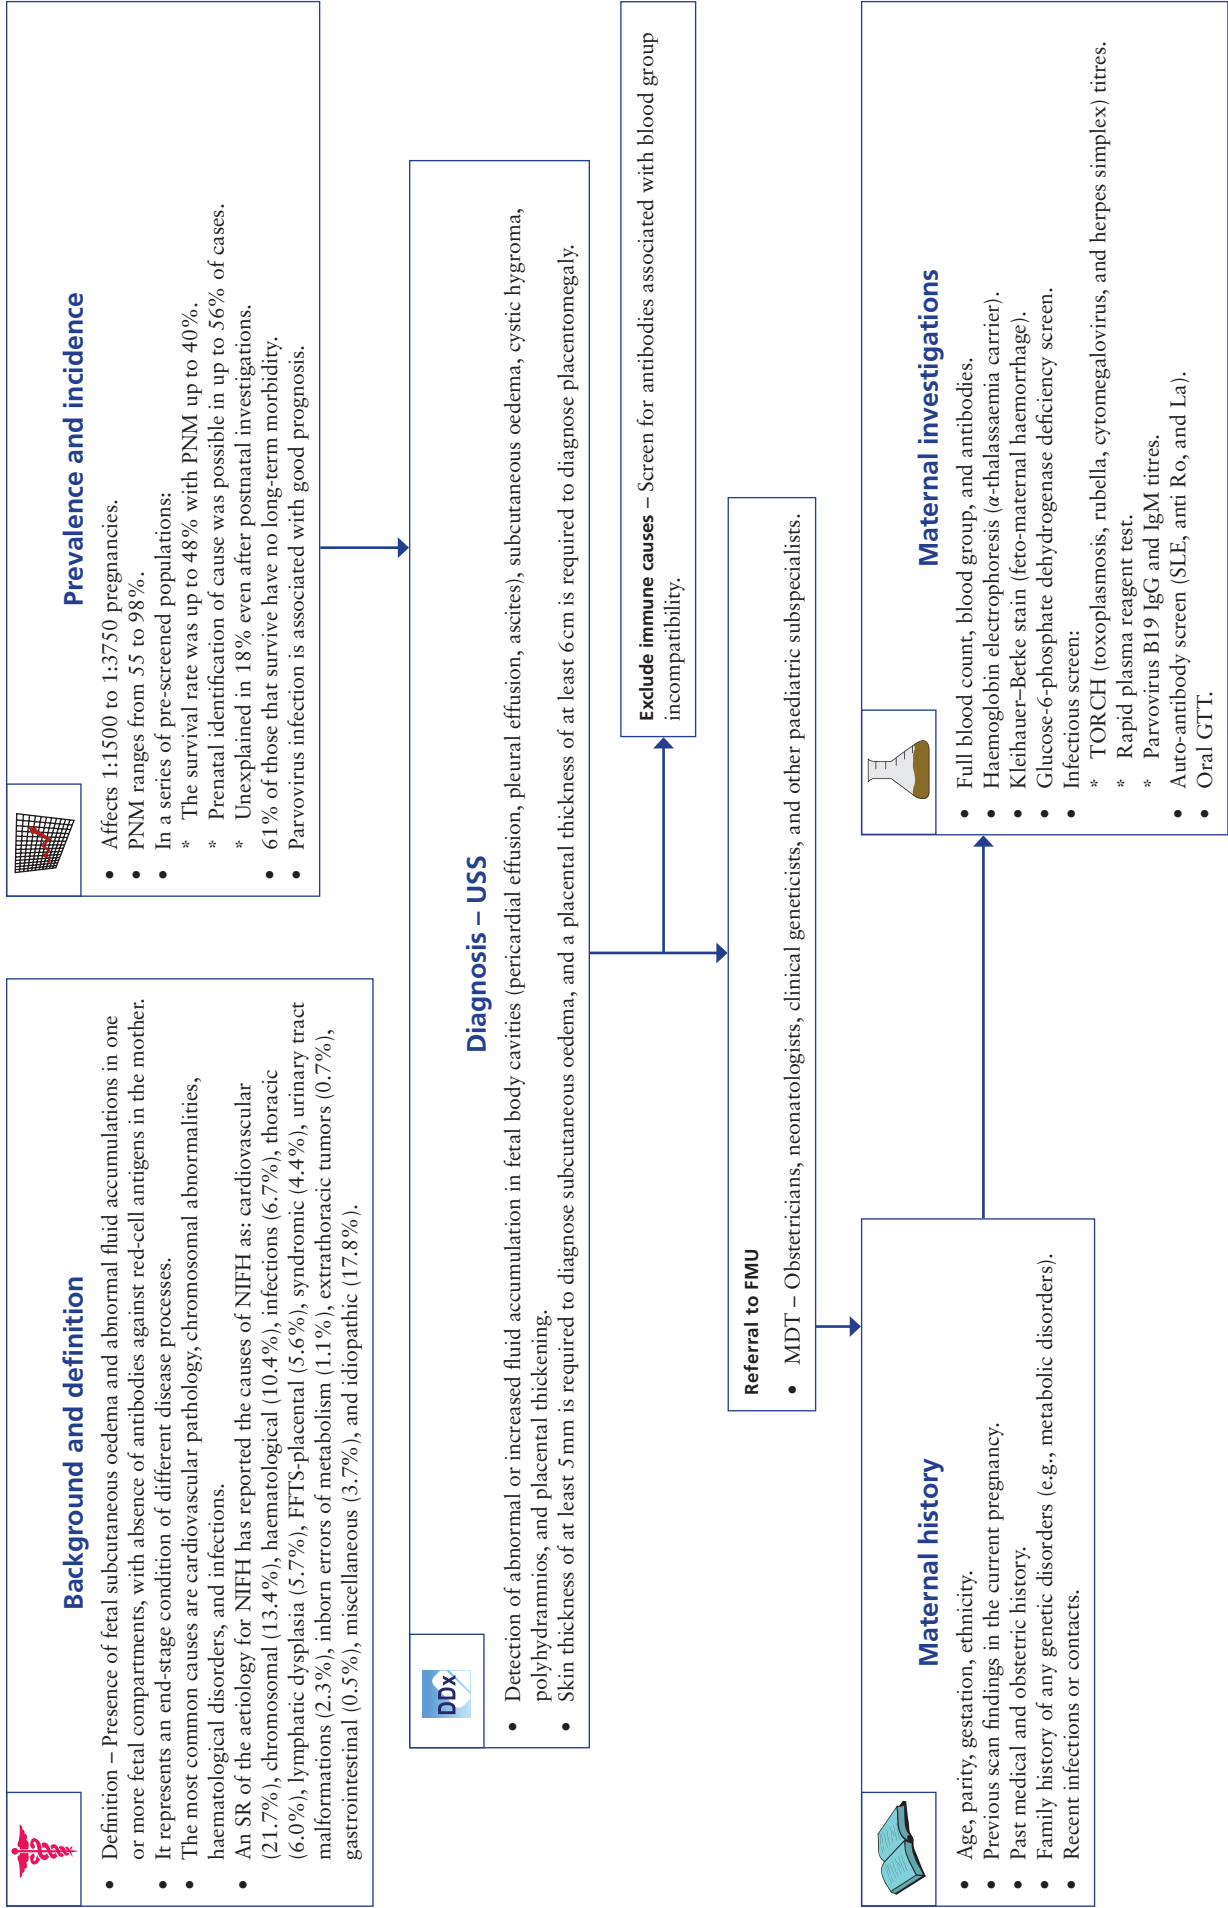 Background and definition
• Definition – Presence of fetal subcutaneous oedema and abnormal fluid accumulations in one
or more fetal compartments, with absence of antibodies against red-cell antigens in the mother.
• It represents an end-stage condition of different disease processes.
• The most common causes are cardiovascular pathology, chromosomal abnormalities,
haematological disorders, and infections.
• An SR of the aetiology for NIFH has reported the causes of NIFH as: cardiovascular
(21.7%), chromosomal (13.4%), haematological (10.4%), infections (6.7%), thoracic
(6.0%), lymphatic dysplasia (5.7%), FFTS-placental (5.6%), syndromic (4.4%), urinary tract
malformations (2.3%), inborn errors of metabolism (1.1%), extrathoracic tumors (0.7%),
gastrointestinal (0.5%), miscellaneous (3.7%), and idiopathic (17.8%).
Prevalence and incidence
• Affects 1:1500 to 1:3750 pregnancies.
• PNM ranges from 55 to 98%.
• In a series of pre-screened populations:
* The survival rate was up to 48% with PNM up to 40%.
* Prenatal identification of cause was possible in up to 56% of cases.
* Unexplained in 18% even after postnatal investigations.
• 61% of those that survive have no long-term morbidity.
• Parvovirus infection is associated with good prognosis.
DDx
Diagnosis – USS
• Detection of abnormal or increased fluid accumulation in fetal body cavities (pericardial effusion, pleural effusion, ascites), subcutaneous oedema, cystic hygroma,
polyhydramnios, and placental thickening.
• Skin thickness of at least 5 mm is required to diagnose subcutaneous oedema, and a placental thickness of at least 6 cm is required to diagnose placentomegaly.
Exclude immune causes – Screen for antibodies associated with blood group
incompatibility.
Referral to FMU
• MDT – Obstetricians, neonatologists, clinical geneticists, and other paediatric subspecialists.
Maternal history
• Age, parity, gestation, ethnicity.
• Previous scan findings in the current pregnancy.
• Past medical and obstetric history.
• Family history of any genetic disorders (e.g., metabolic disorders).
• Recent infections or contacts.
Maternal investigations
• Full blood count, blood group, and antibodies.
• Haemoglobin electrophoresis (α-thalassaemia carrier).
• Kleihauer–Betke stain (feto-maternal haemorrhage).
• Glucose-6-phosphate dehydrogenase deficiency screen.
• Infectious screen:
* TORCH (toxoplasmosis, rubella, cytomegalovirus, and herpes simplex) titres.
* Rapid plasma reagent test.
* Parvovirus B19 IgG and IgM titres.
• Auto-antibody screen (SLE, anti Ro, and La).
• Oral GTT.